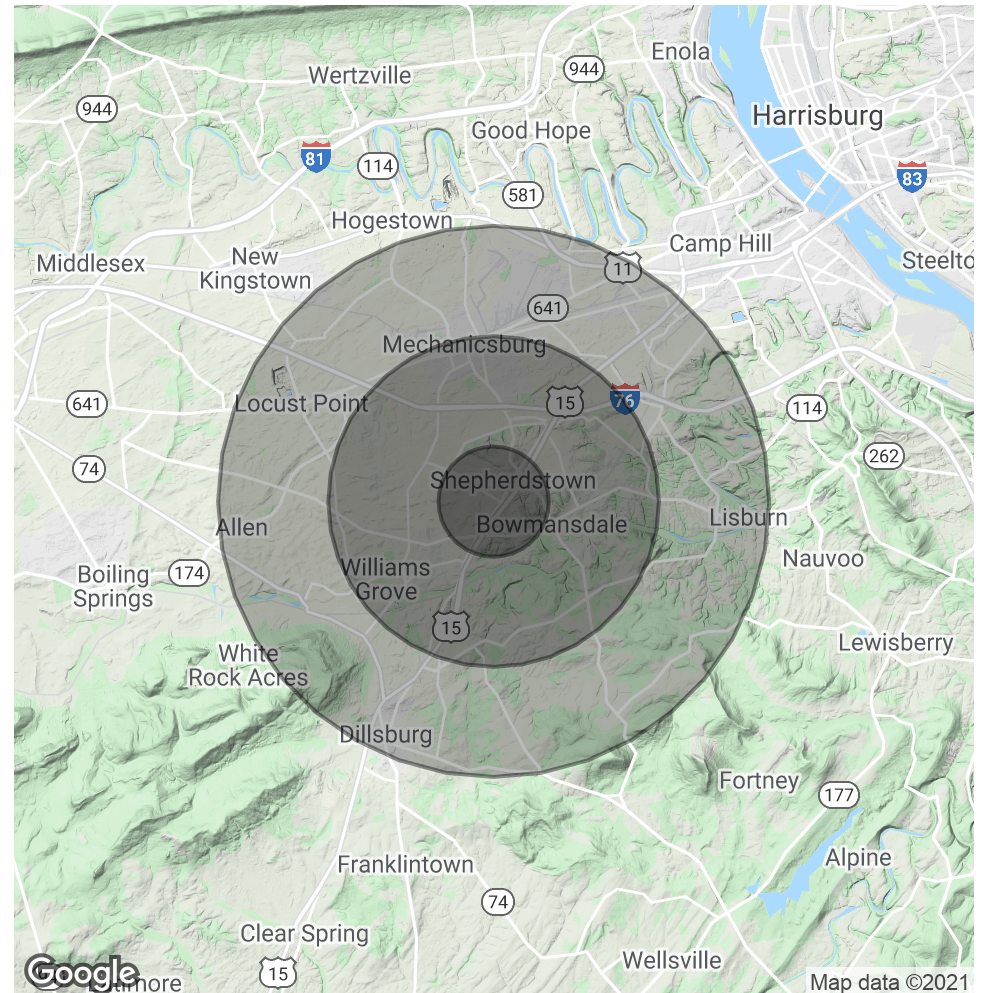 Enola
944
Wertzville
944
Harrisburg
Good Hope
81
114
83
581
Hogestown
Camp Hill
New
Kingstown
Middlesex
11
Steelto
641
Mechanicsburg
15
76
641
Locust Point
114
262
74
Shepherdstown
Bowmansdale
Lisburn
Allen
Nauvoo
174
Boiling
Springs
Williams
Grove
15
Lewisberry
White
Rock Acres
Dillsburg
Fortney
177
Franklintown
Alpine
74
Clear Spring
15
Wellsville
Google
Map data ©2021